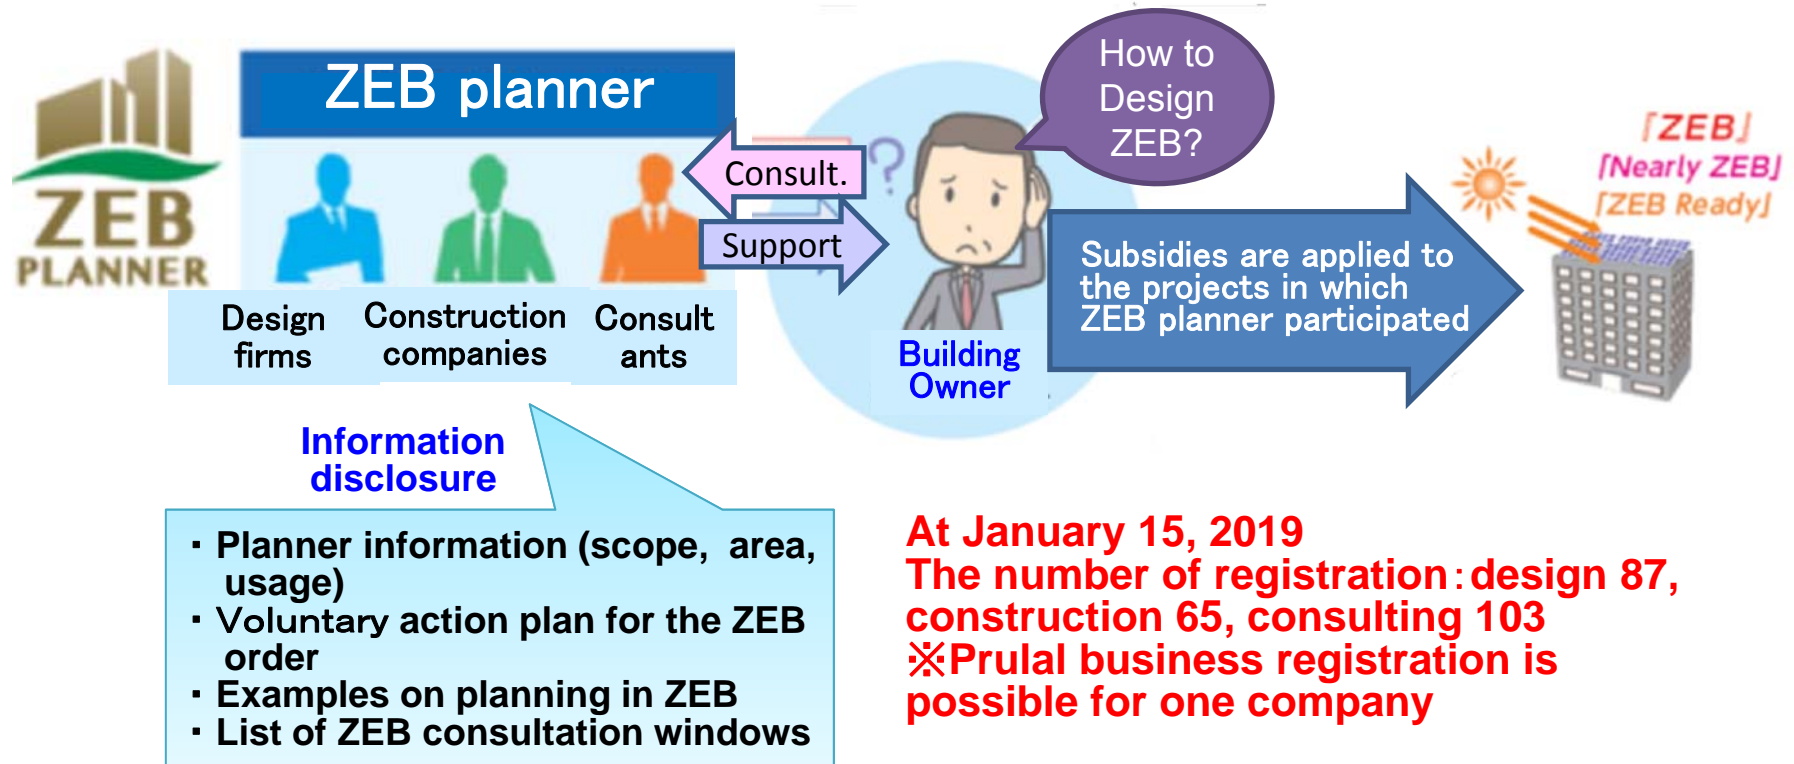 ZEB
PLANNER
ZEB planner
Design
firms
Construction
companies
Consult
ants
Consult.
Support
?
How to
Design
ZEB?
Building
Owner
Subsidies are applied to
the projects in which
ZEB planner participated
『ZEB』
『Nearly ZEB』
『ZEB Ready』
Information
disclosure
・Planner information (scope, area,
usage)
・Voluntary action plan for the ZEB
order
・Examples on planning in ZEB
・List of ZEB consultation windows
At January 15, 2019
The number of registration：design 87,
construction 65, consulting 103
※Prulal business registration is
possible for one company